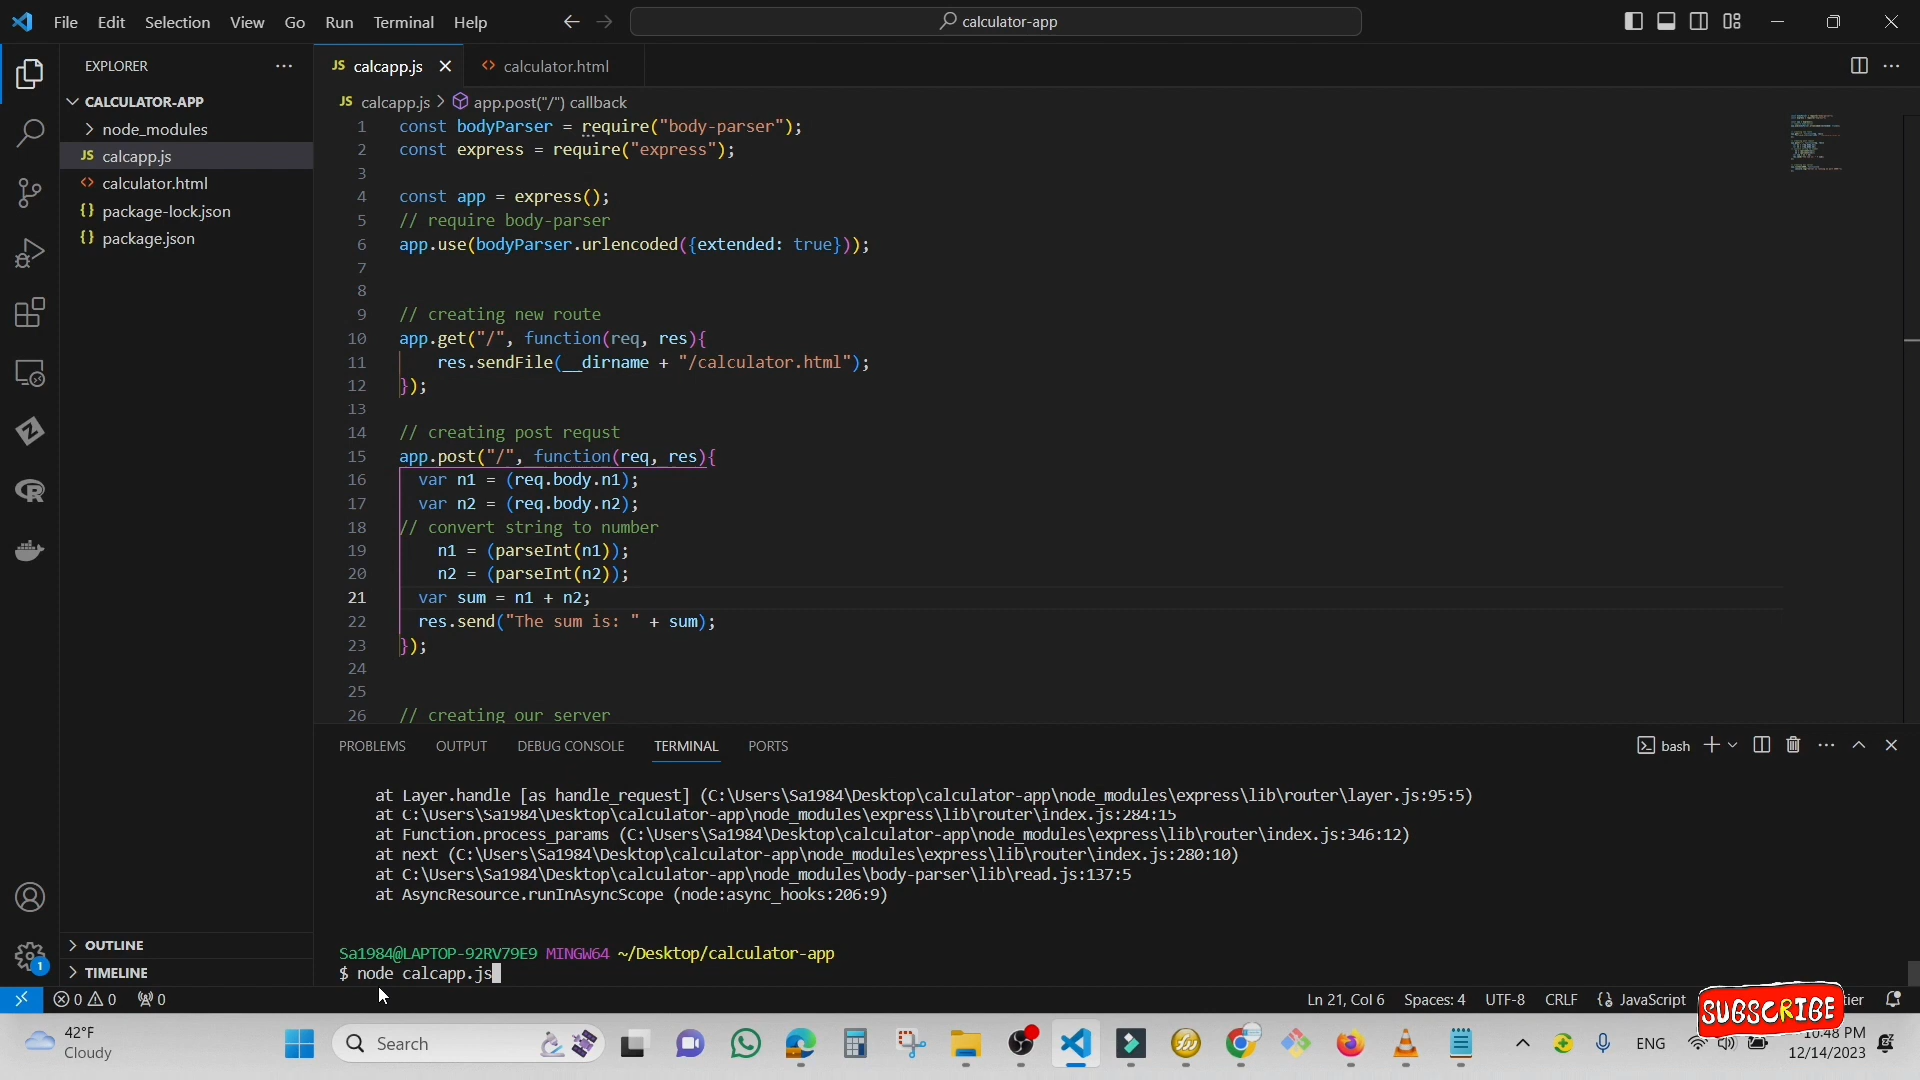 File Edit Selection View Go Run Terminal Help
calculator-app
EXPLORER
CALCULATOR-APP
node_modules
JS calcapp.js
<> calculator.html
{} package-lock.json
{} package.json
OUTLINE
TIMELINE
JS calcapp.js
<> calculator.html
JS calcapp.js > app.post("/") callback
1 const bodyParser = require("body-parser");
2 const express = require("express");
3
4 const app = express();
5 // require body-parser
6 app.use(bodyParser.urlencoded({extended: true}));
7
8
9 // creating new route
10 app.get("/", function(req, res){
11 res.sendFile(__dirname + "/calculator.html");
12 });
13
14 // creating post requst
15 app.post("/", function(req, res){
16 var n1 = (req.body.n1);
17 var n2 = (req.body.n2);
18 // convert string to number
19 n1 = (parseInt(n1));
20 n2 = (parseInt(n2));
21 var sum = n1 + n2;
22 res.send("The sum is: " + sum);
23 });
24
25
26 // creating our server
PROBLEMS OUTPUT DEBUG CONSOLE TERMINAL PORTS
bash
at Layer.handle [as handle_request] (C:\Users\Sa1984\Desktop\calculator-app\node_modules\express\lib\router\layer.js:95:5)
at C:\Users\Sa1984\Desktop\calculator-app\node_modules\express\lib\router\index.js:284:15
at Function.process_params (C:\Users\Sa1984\Desktop\calculator-app\node_modules\express\lib\router\index.js:346:12)
at next (C:\Users\Sa1984\Desktop\calculator-app\node_modules\express\lib\router\index.js:280:10)
at C:\Users\Sa1984\Desktop\calculator-app\node_modules\body-parser\lib\read.js:137:5
at AsyncResource.runInAsyncScope (node:async_hooks:206:9)
Sa1984@LAPTOP-92RV79E9 MINGW64 ~/Desktop/calculator-app
$ node calcapp.js
1
0 0 0
Ln 21, Col 6 Spaces: 4 UTF-8 CRLF {} JavaScript
SUBSCRIBE
42°F
Cloudy
Search
ENG
10:48 PM
12/14/2023